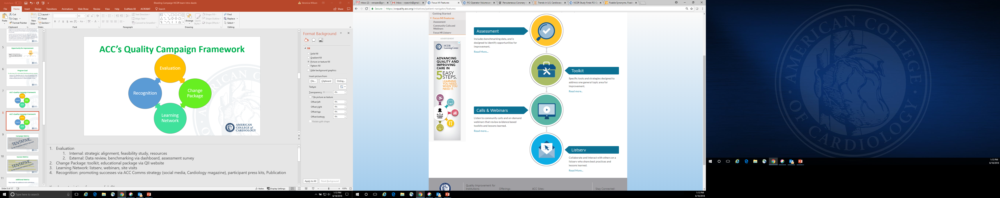 AutoSave
Off
Bleeding Campaign NCDR team Intro dazzle
Veronica Wilson
File
Home
Insert
Design
Transitions
Animations
Slide Show
Review
View
Help
EndNote X8
ACROBAT
Search
Share
Paste
Cut
Copy
Format Painter
Clipboard
New
Slide
Layout
Reset
Section
Slides
Font
Text Direction
Align Text
Convert to SmartArt
Paragraph
Arrange
Quick
Styles
Shape Fill
Shape Outline
Shape Effects
Drawing
Find
Replace
Select
Editing
5
Opportunity for Improvement
6
Program Goal
7
ACC's Quality Campaign Framework
8
ACC's Quality Campaign Framework
9
Campaign Metrics
TENTATIVE,
to be finalized before launch
10
Success Metrics
TENTATIVE,
to be finalized before launch
11
Additional Metrics
ACC's Quality Campaign Framework
Evaluation
Recognition
Change
Package
Learning
Network
AMERICAN
COLLEGE of
CARDIOLOGY
1. Evaluation
1. Internal: strategic alignment, feasibility study, resources
2. External: Data review, benchmarking via dashboard, assessment survey
2. Change Package: toolkit, educational package via QII website
3. Learning Network: listserv, webinars, site visits
4. Recognition: promoting successes via ACC Comms strategy (social media, Cardiology magazine), participant press kits, Publication
Format Background
Fill
Solid fill
Gradient fill
Picture or texture fill
Pattern fill
Hide background graphics
Insert picture from
File...
Clipboard
Online...
Texture
Transparency
0%
Tile picture as texture
Offset left
0%
Offset right
0%
Offset top
0%
Offset bottom
0%
Rotate with shape
Apply to All
Reset Background
Slide 8 of 17
Notes
Display Settings
100%
Type here to search
1:13 PM
6/18/2018
Inbox (2) - veropec@gm
Inbox - vrpecnik@gmail.
Focus MI Features
PCI Operator Volume an
Percutaneous Coronary I
Trends in U.S. Cardiovas
NCDR Study Finds PCI C
Fixable Synonyms, Fixab
Secure
https://cvquality.acc.org/initiatives/patient-navigator/features
Getting Started
Focus MI Features
Assessment
Community Calls and
Webinars
Focus MI Listserv
ADVERTISEMENT
NCDR
Learning Center
ADVANCING
QUALITY AND
IMPROVING
CARE IN
5 EASY
STEPS.
LEARNING
YOU NEED.
WHEN YOU
NEED IT.
IT
Assessment
Includes benchmarking data, and is
designed to identify opportunities for
improvement.
Read More...
Toolkit
Specific tools and strategies designed to
address one general topic area for
improvement.
Read more..
Calls & Webinars
Listen to community calls and on-demand
webinars that review evidence based
toolkits and lessons learned.
Read more....
Listserv
Collaborate and interact with others on a
listserv who share best practices and
lessons learned.
Read More...
Quality Improvement for
Institutions:
Offerings:
ACC Sites:
Stay Connected:
1:13 PM
6/18/2018
AMERICAN COLLEGE
OF CARDIOLOGY
1:13 PM
6/18/2018